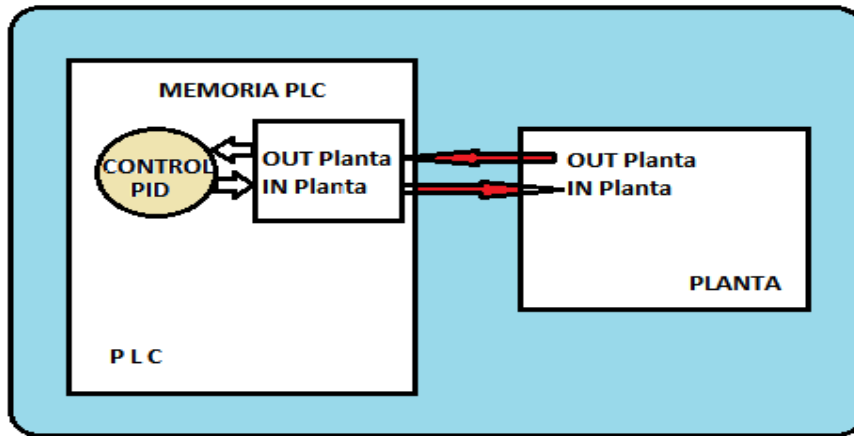 MEMORIA PLC
CONTROL
PID
OUT Planta
IN Planta
OUT Planta
IN Planta
PLANTA
P L C